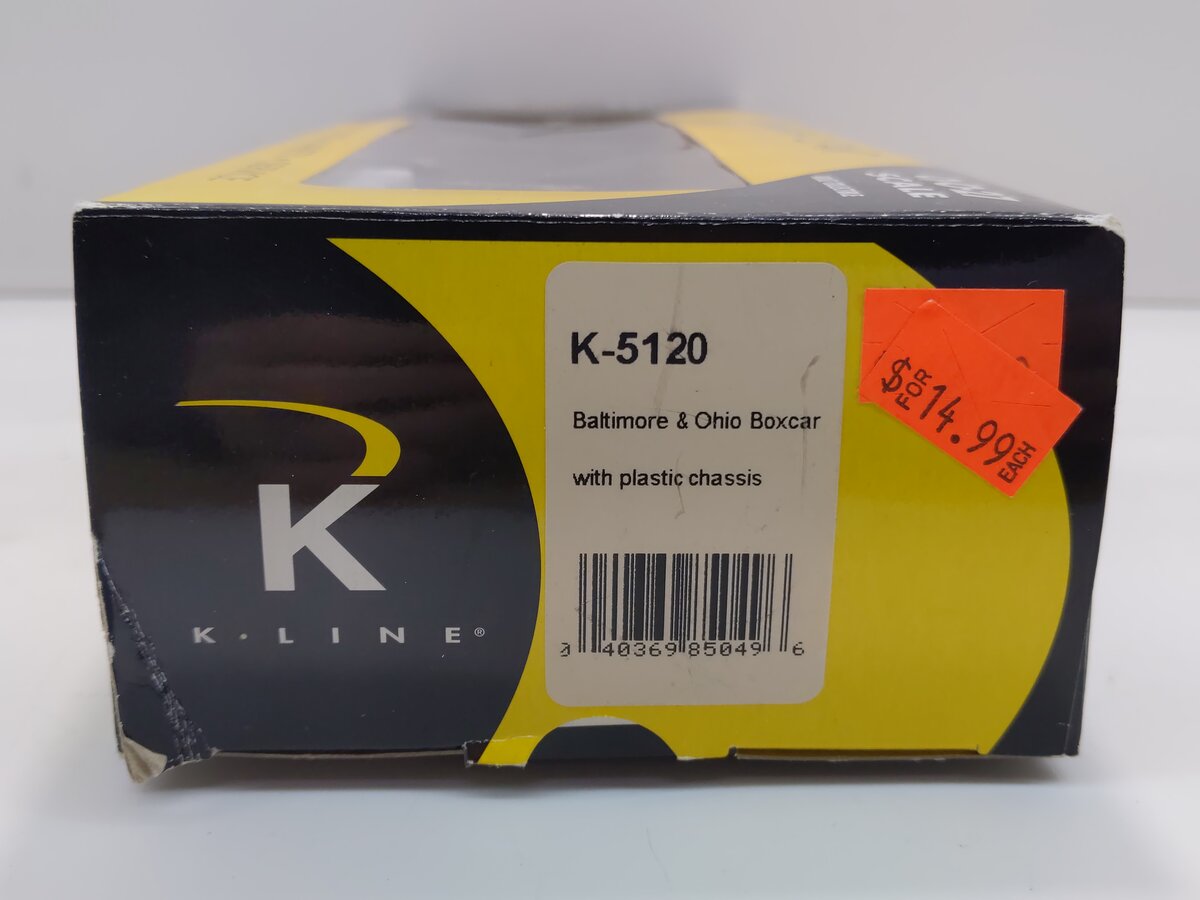 K-5120
Baltimore & Ohio Boxcar
with plastic chassis
0 40369 85049 6
K
K·LINE®
$14.99
FOR
EACH